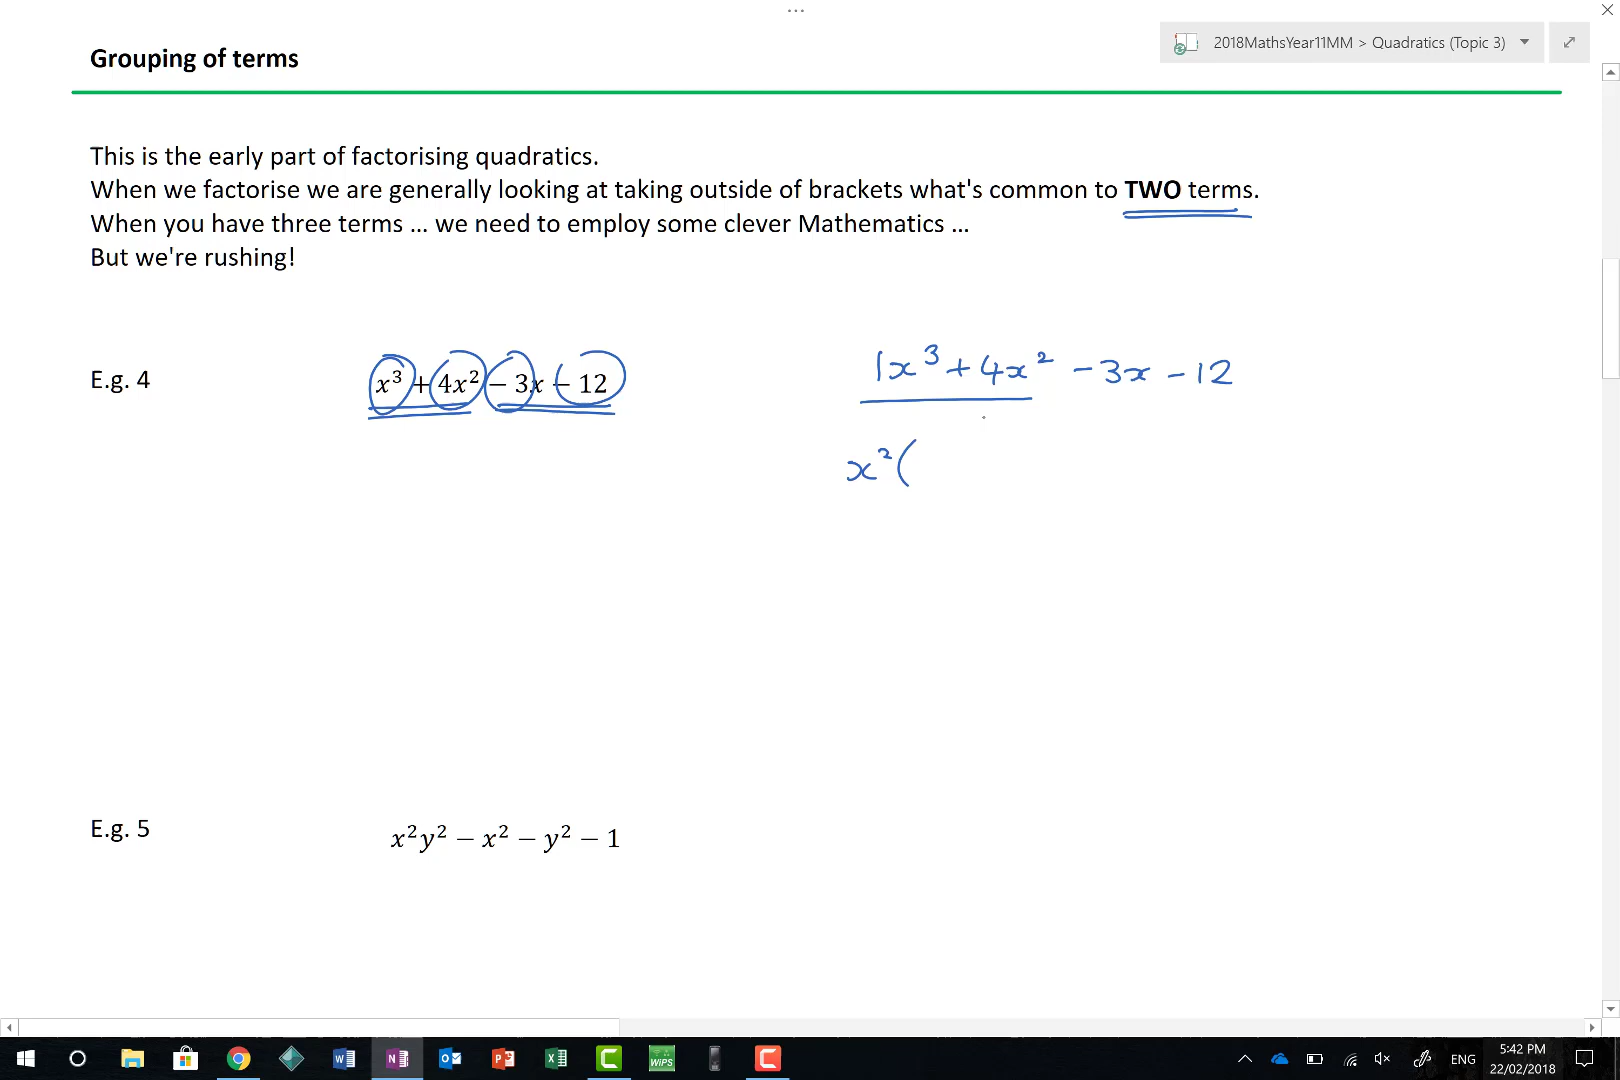 ...
Grouping of terms
2018MathsYear11MM > Quadratics (Topic 3)
This is the early part of factorising quadratics.
When we factorise we are generally looking at taking outside of brackets what's common to TWO terms.
When you have three terms ... we need to employ some clever Mathematics ...
But we're rushing!
E.g. 4
x³ + 4x² − 3x − 12
1x³ + 4x² − 3x − 12
x² (
E.g. 5
x²y² − x² − y² − 1
WiPS
ENG
5:42 PM
22/02/2018